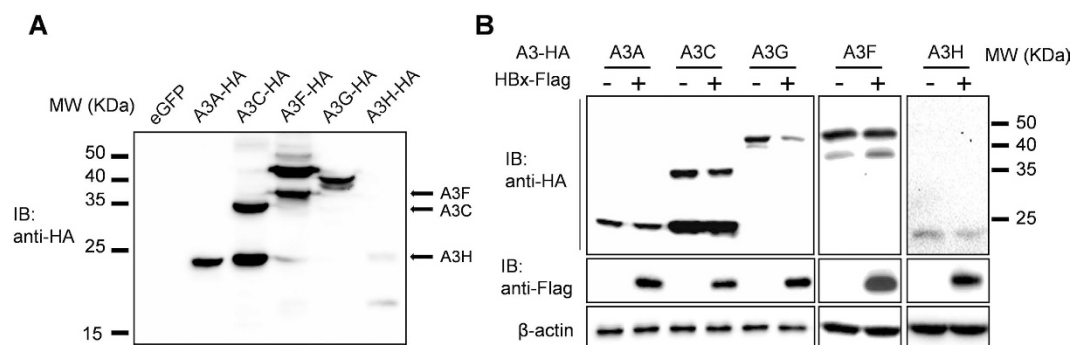 A
eGFP
A3A-HA
A3C-HA
A3F-HA
A3G-HA
A3H-HA
MW (KDa)
50
40
35
25
15
IB:
anti-HA
A3F
A3C
A3H
B
A3-HA A3A A3C A3G A3F A3H MW (KDa)
HBx-Flag - + - + - + - + - +
IB:
anti-HA
50
40
35
25
IB:
anti-Flag
β-actin